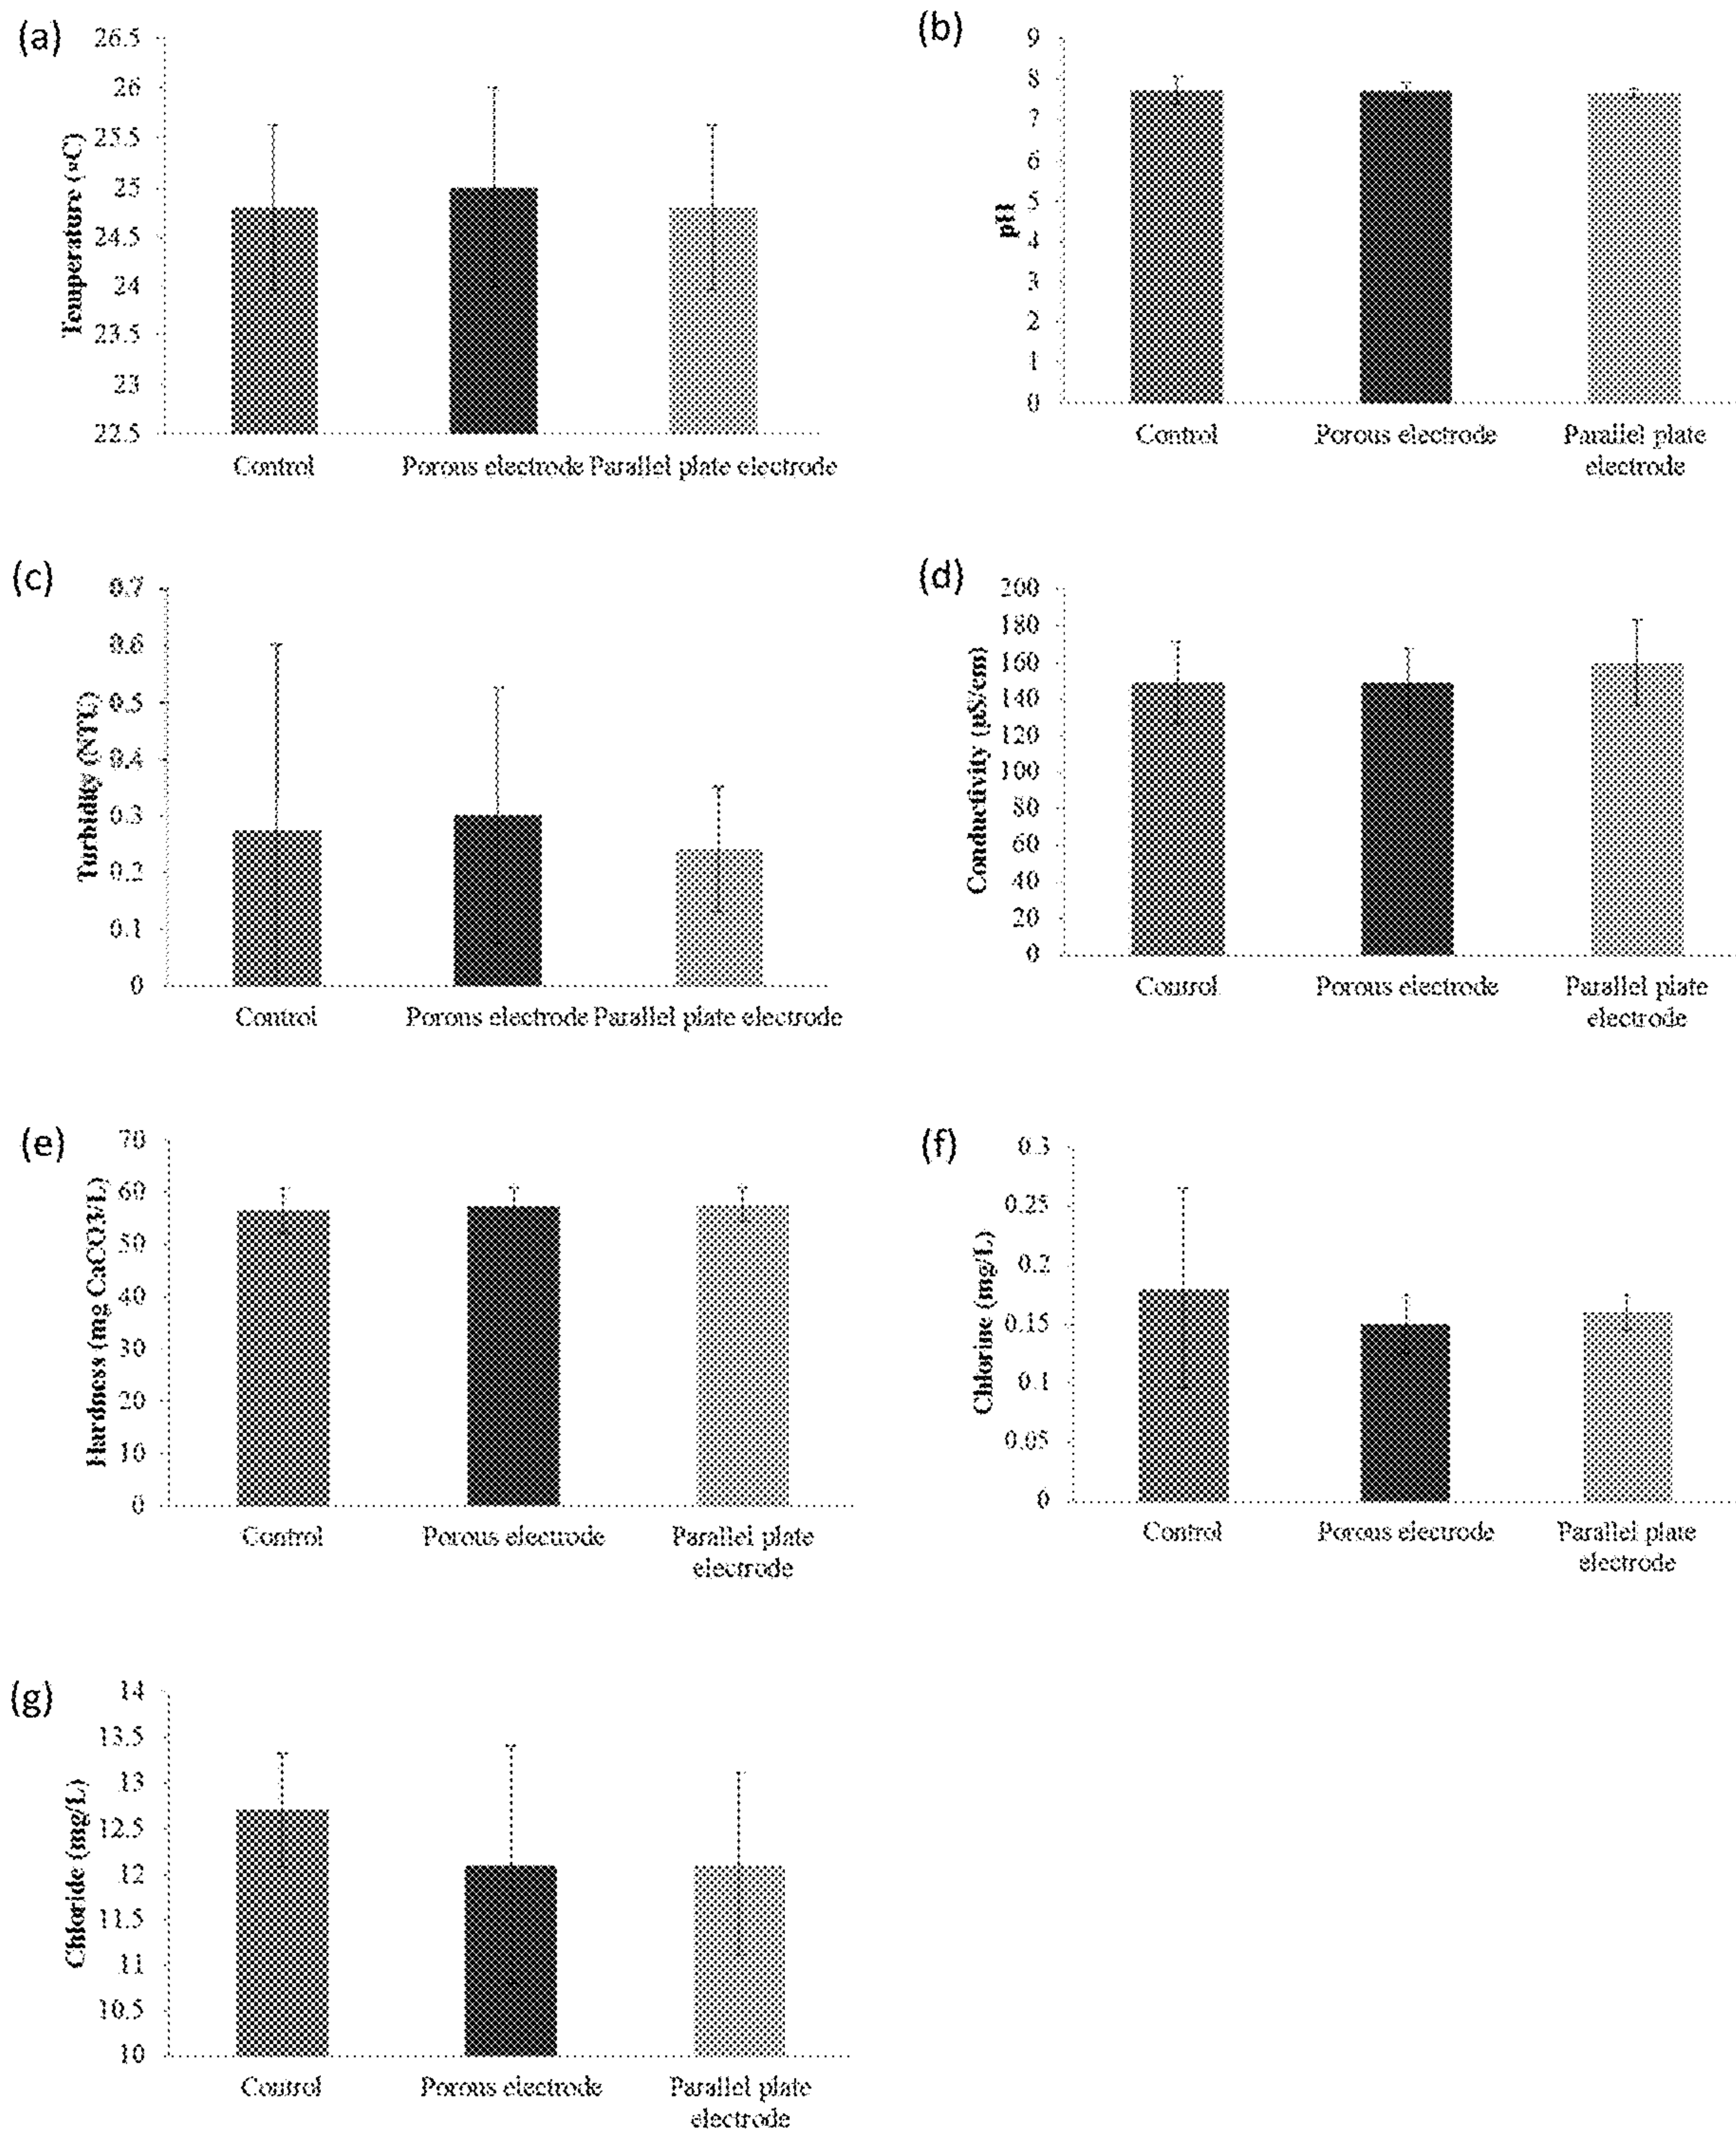 (a)
Temperature (ºC)
26.5
26
25.5
25
24.5
24
23.5
23
22.5
Control
Porous electrode
Parallel plate electrode
(b)
pH
9
8
7
6
5
4
3
2
1
0
Control
Porous electrode
Parallel plate
electrode
(c)
Turbidity (NTU)
0.7
0.6
0.5
0.4
0.3
0.2
0.1
0
Control
Porous electrode
Parallel plate electrode
(d)
Conductivity (µS/cm)
200
180
160
140
120
100
80
60
40
20
0
Control
Porous electrode
Parallel plate
electrode
(e)
Hardness (mg CaCO3/L)
70
60
50
40
30
20
10
0
Control
Porous electrode
Parallel plate
electrode
(f)
Chlorine (mg/L)
0.3
0.25
0.2
0.15
0.1
0.05
0
Control
Porous electrode
Parallel plate
electrode
(g)
Chloride (mg/L)
14
13.5
13
12.5
12
11.5
11
10.5
10
Control
Porous electrode
Parallel plate
electrode